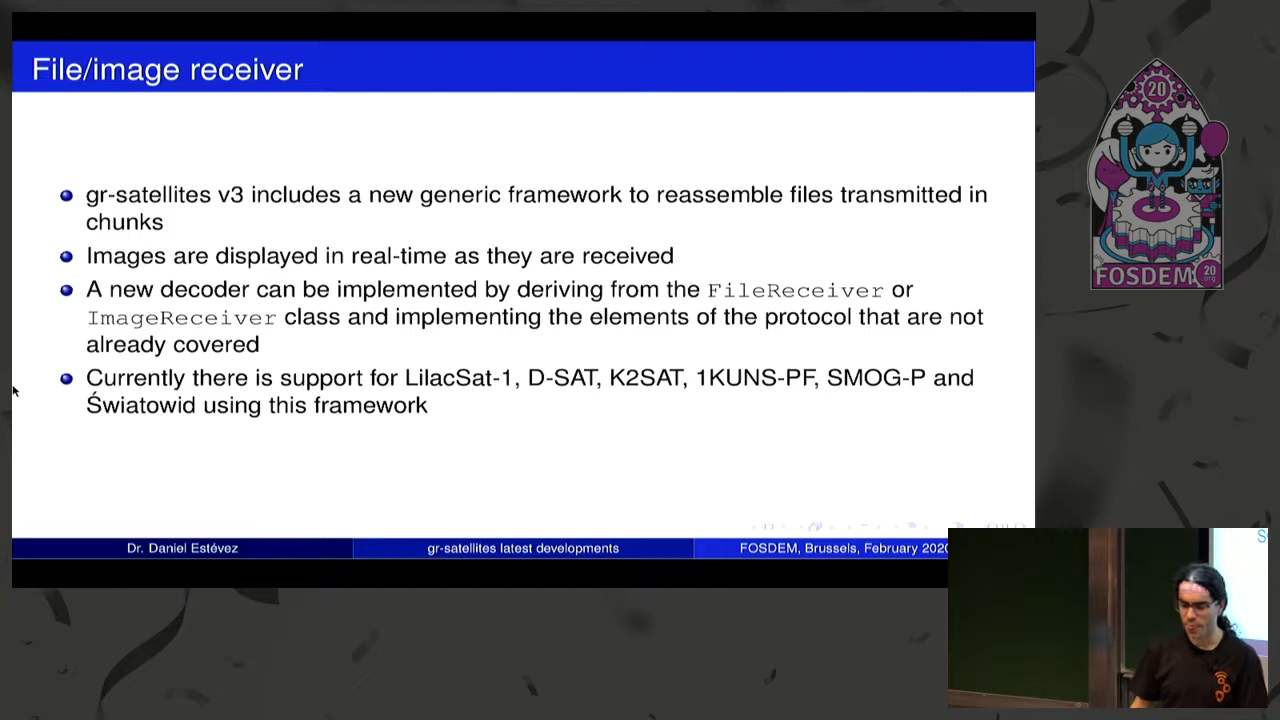 File/image receiver
gr-satellites v3 includes a new generic framework to reassemble files transmitted in
chunks
Images are displayed in real-time as they are received
A new decoder can be implemented by deriving from the FileReceiver or
ImageReceiver class and implementing the elements of the protocol that are not
already covered
Currently there is support for LilacSat-1, D-SAT, K2SAT, 1KUNS-PF, SMOG-P and
Światowid using this framework
Dr. Daniel Estévez
gr-satellites latest developments
FOSDEM, Brussels, February 2020
20
FOSDEM
20
.org